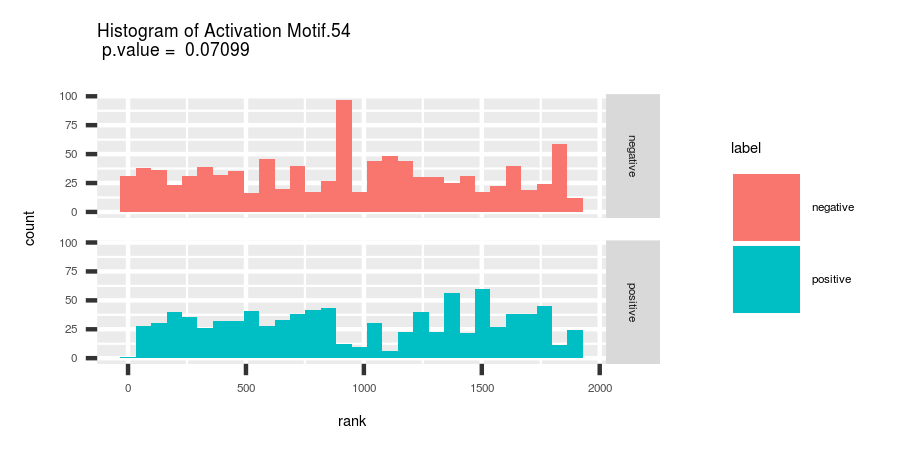 Histogram of Activation Motif.54
p.value = 0.07099
100
75
50
25
0
negative
100
75
50
25
0
positive
0 500 1000 1500 2000
rank
count
label
negative
positive